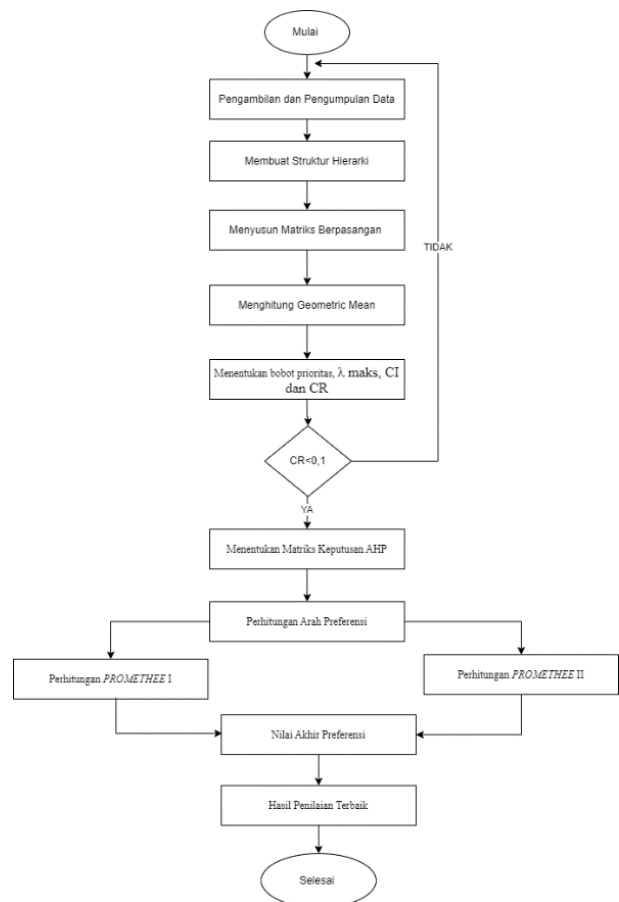 Mulai
Pengambilan dan Pengumpulan Data
Membuat Struktur Hierarki
Menyusun Matriks Berpasangan
TIDAK
Menghitung Geometric Mean
Menentukan bobot prioritas, λ maks, CI
dan CR
CR<0,1
YA
Menentukan Matriks Keputusan AHP
Perhitungan Arah Preferensi
Perhitungan PROMETHEE I
Perhitungan PROMETHEE II
Nilai Akhir Preferensi
Hasil Penilaian Terbaik
Selesai